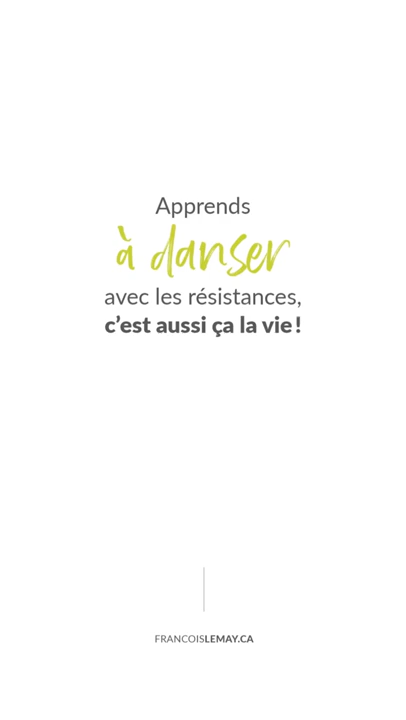 Apprends
à danser
avec les résistances,
c'est aussi ça la vie !
FRANCOISLEMAY.CA